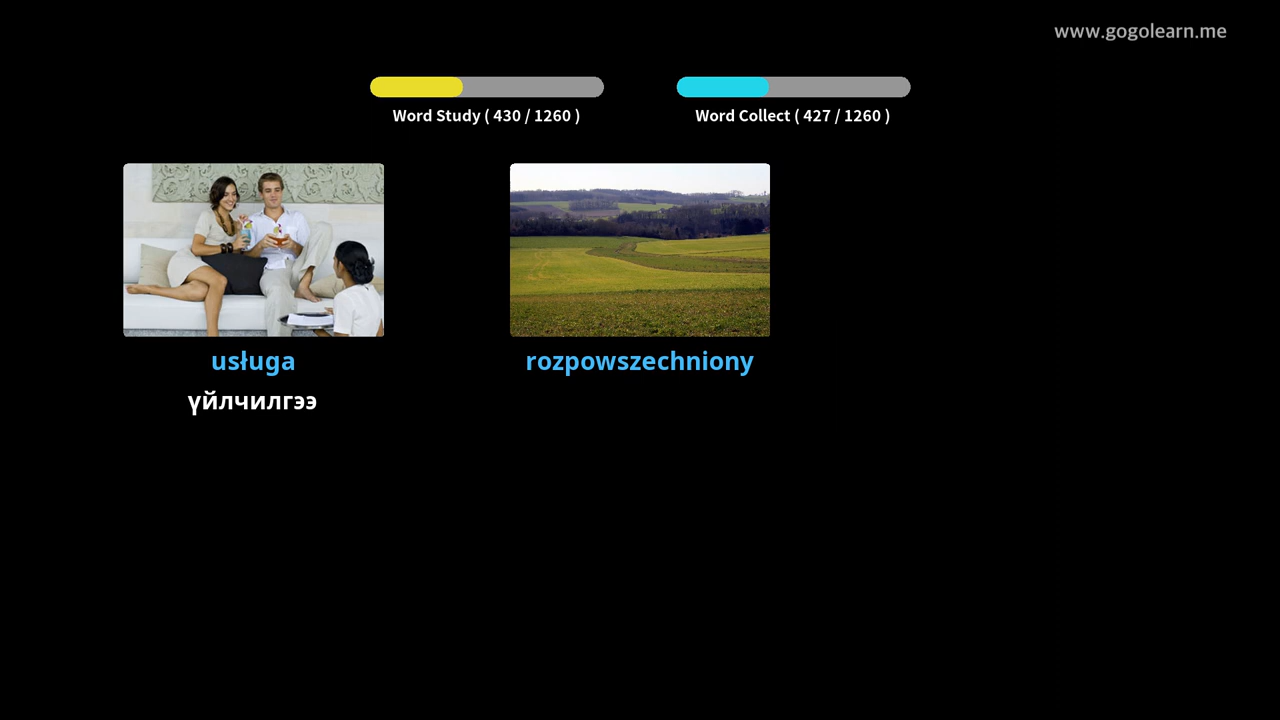 www.gogolearn.me
Word Study ( 430 / 1260 )
Word Collect ( 427 / 1260 )
usługa
rozpowszechniony
үйлчилгээ